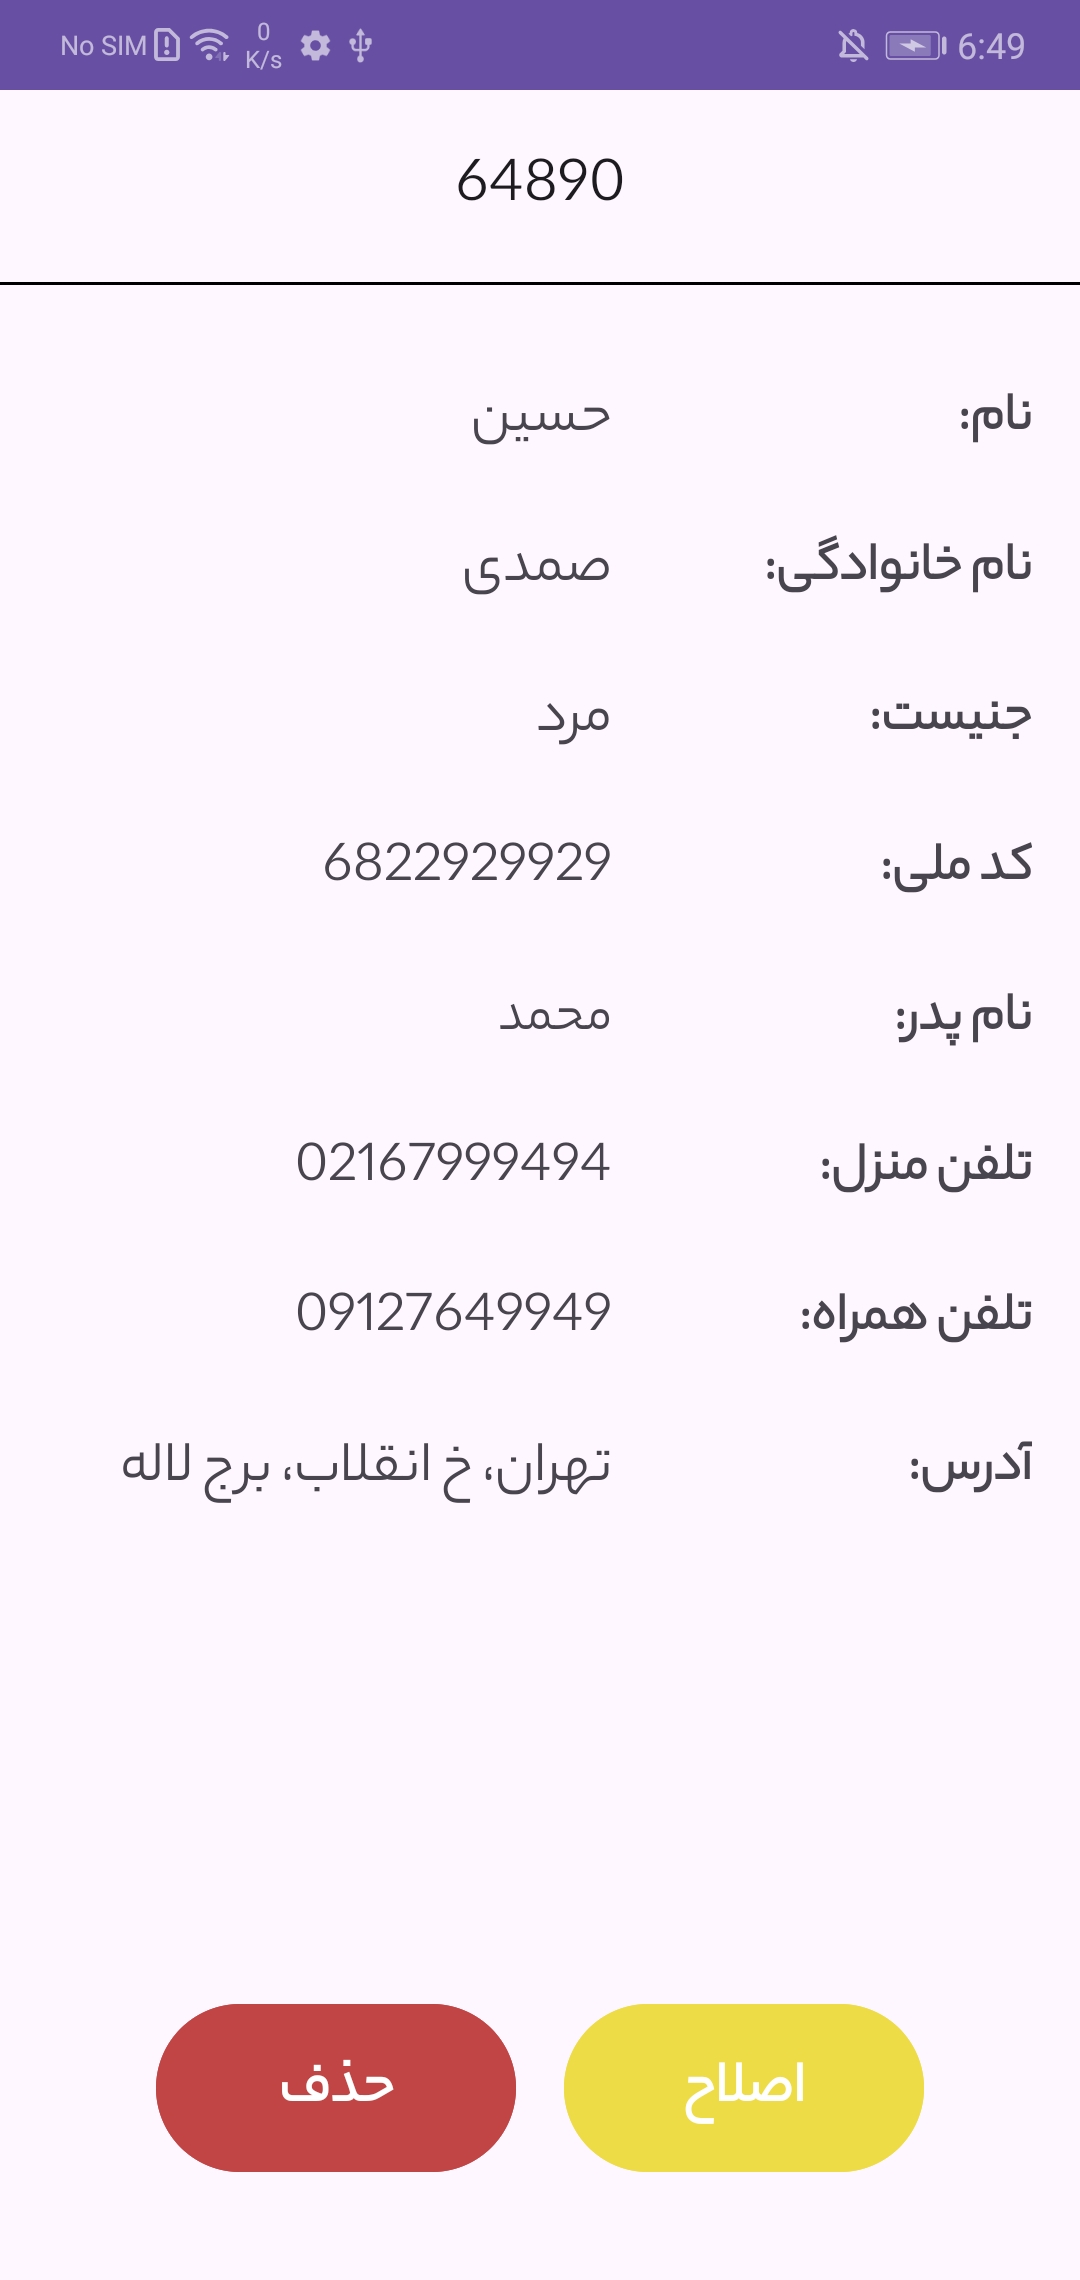 No SIM 0 K/s 6:49
64890
نام: حسین
نام خانوادگی: صمدی
جنیست: مرد
کد ملی: 6822929929
نام پدر: محمد
تلفن منزل: 02167999494
تلفن همراه: 09127649949
آدرس: تهران، خ انقلاب، برج لاله
اصلاح حذف